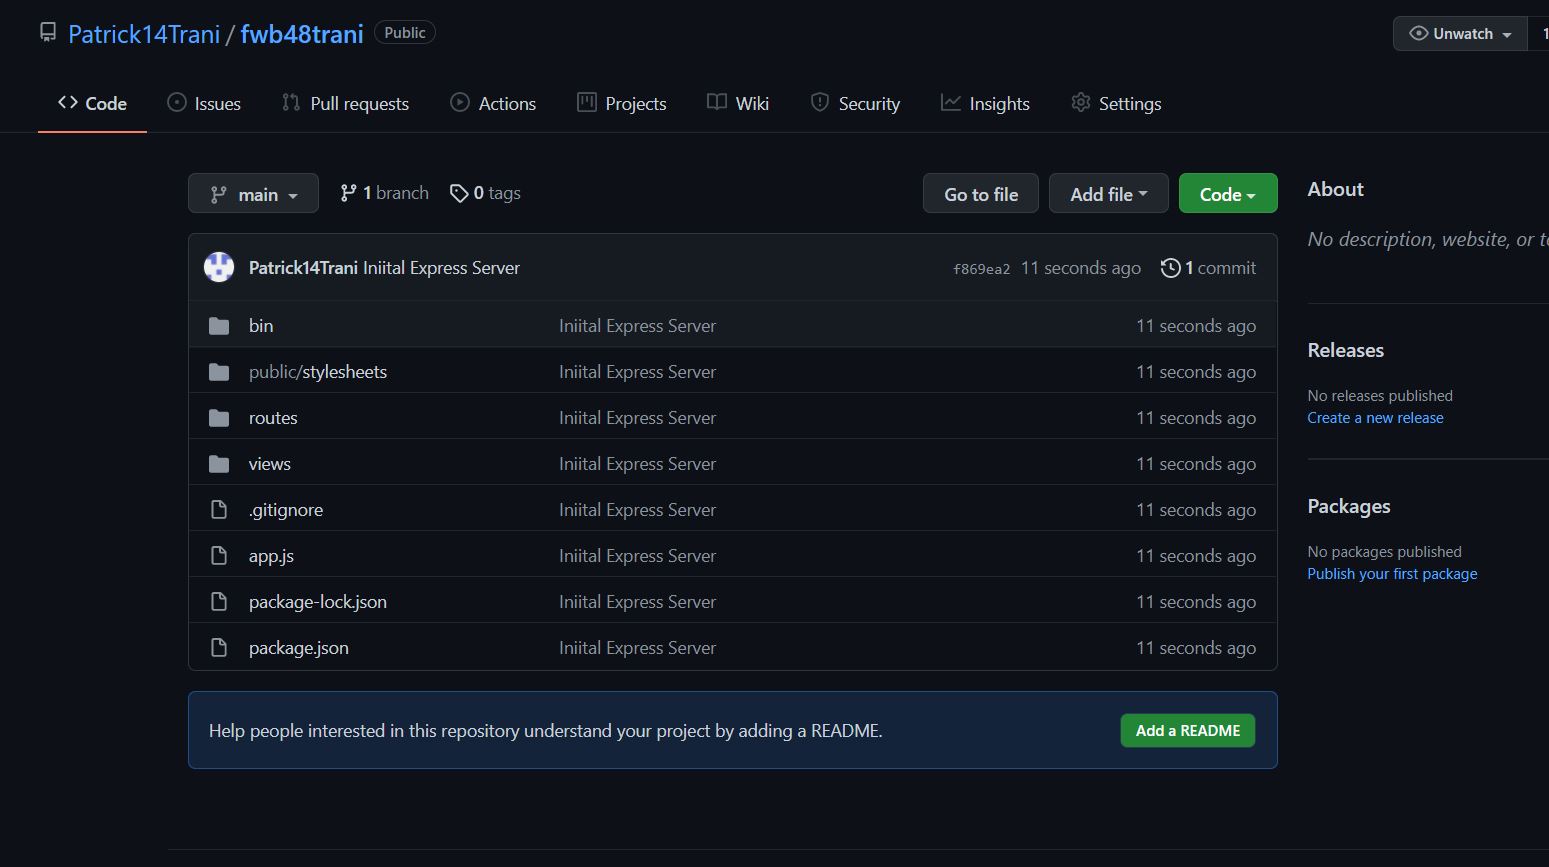 Patrick14Trani / fwb48trani Public
Unwatch 1
Code Issues Pull requests Actions Projects Wiki Security Insights Settings
main 1 branch 0 tags Go to file Add file Code
About
No description, website, or
Patrick14Trani Iniital Express Server f869ea2 11 seconds ago 1 commit
bin Iniital Express Server 11 seconds ago
public/stylesheets Iniital Express Server 11 seconds ago
routes Iniital Express Server 11 seconds ago
views Iniital Express Server 11 seconds ago
.gitignore Iniital Express Server 11 seconds ago
app.js Iniital Express Server 11 seconds ago
package-lock.json Iniital Express Server 11 seconds ago
package.json Iniital Express Server 11 seconds ago
Releases
No releases published
Create a new release
Packages
No packages published
Publish your first package
Help people interested in this repository understand your project by adding a README. Add a README